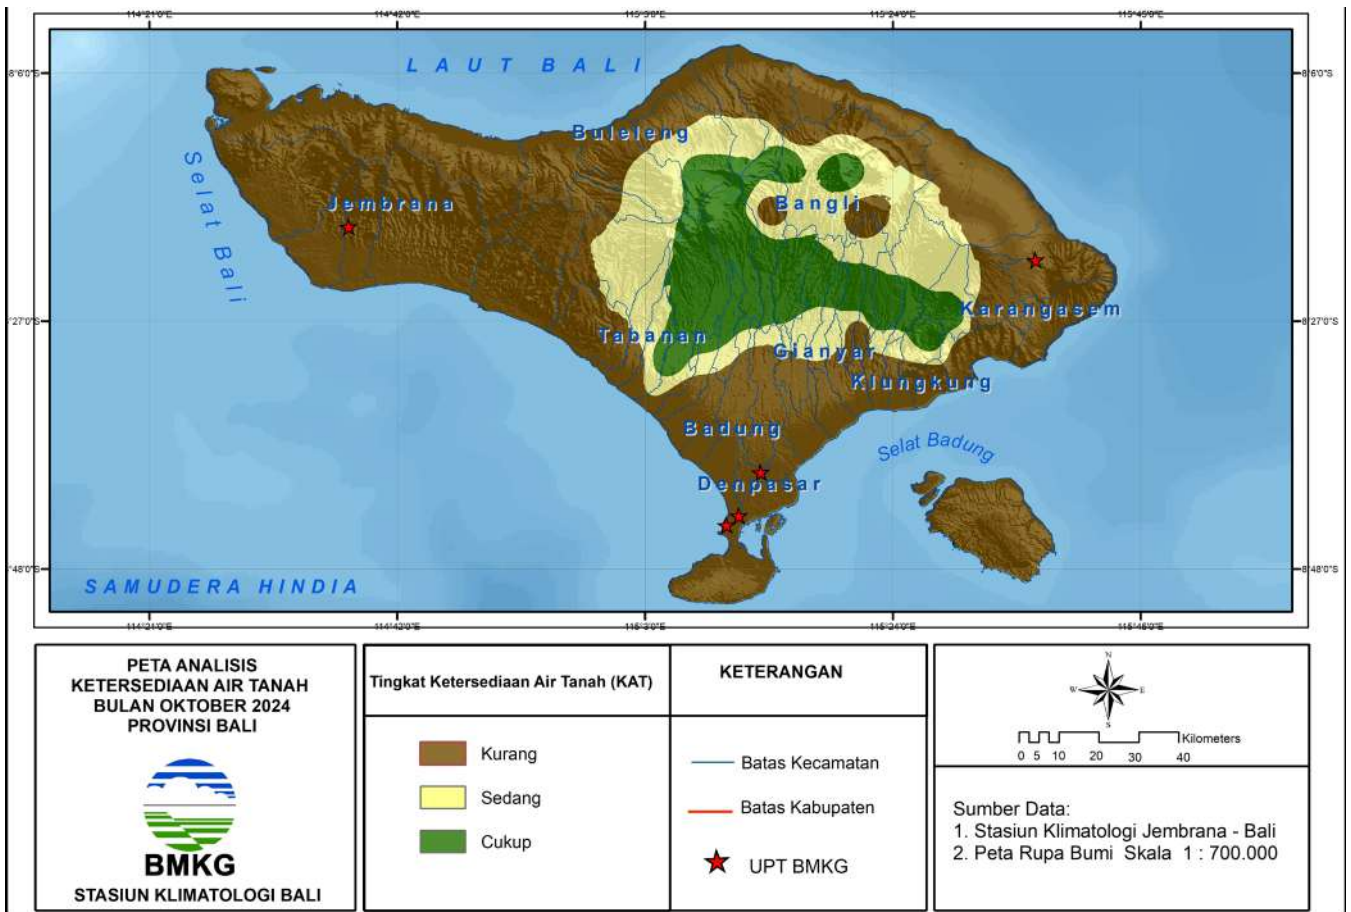 114°21'0"E 114°42'0"E 115°3'0"E 115°24'0"E 115°45'0"E
8°6'0"S 8°6'0"S
LAUT BALI
Buleleng
Selat Bali
Jembrana
Bangli
Karangasem
8°27'0"S 8°27'0"S
Tabanan
Gianyar
Klungkung
Badung
Selat Badung
Denpasar
8°48'0"S 8°48'0"S
SAMUDERA HINDIA
114°21'0"E 114°42'0"E 115°3'0"E 115°24'0"E 115°45'0"E
PETA ANALISIS
KETERSEDIAAN AIR TANAH
BULAN OKTOBER 2024
PROVINSI BALI
BMKG
STASIUN KLIMATOLOGI BALI
Tingkat Ketersediaan Air Tanah (KAT)
Kurang
Sedang
Cukup
KETERANGAN
Batas Kecamatan
Batas Kabupaten
UPT BMKG
N
W E
S
Kilometers
0 5 10 20 30 40
Sumber Data:
1. Stasiun Klimatologi Jembrana - Bali
2. Peta Rupa Bumi Skala 1 : 700.000